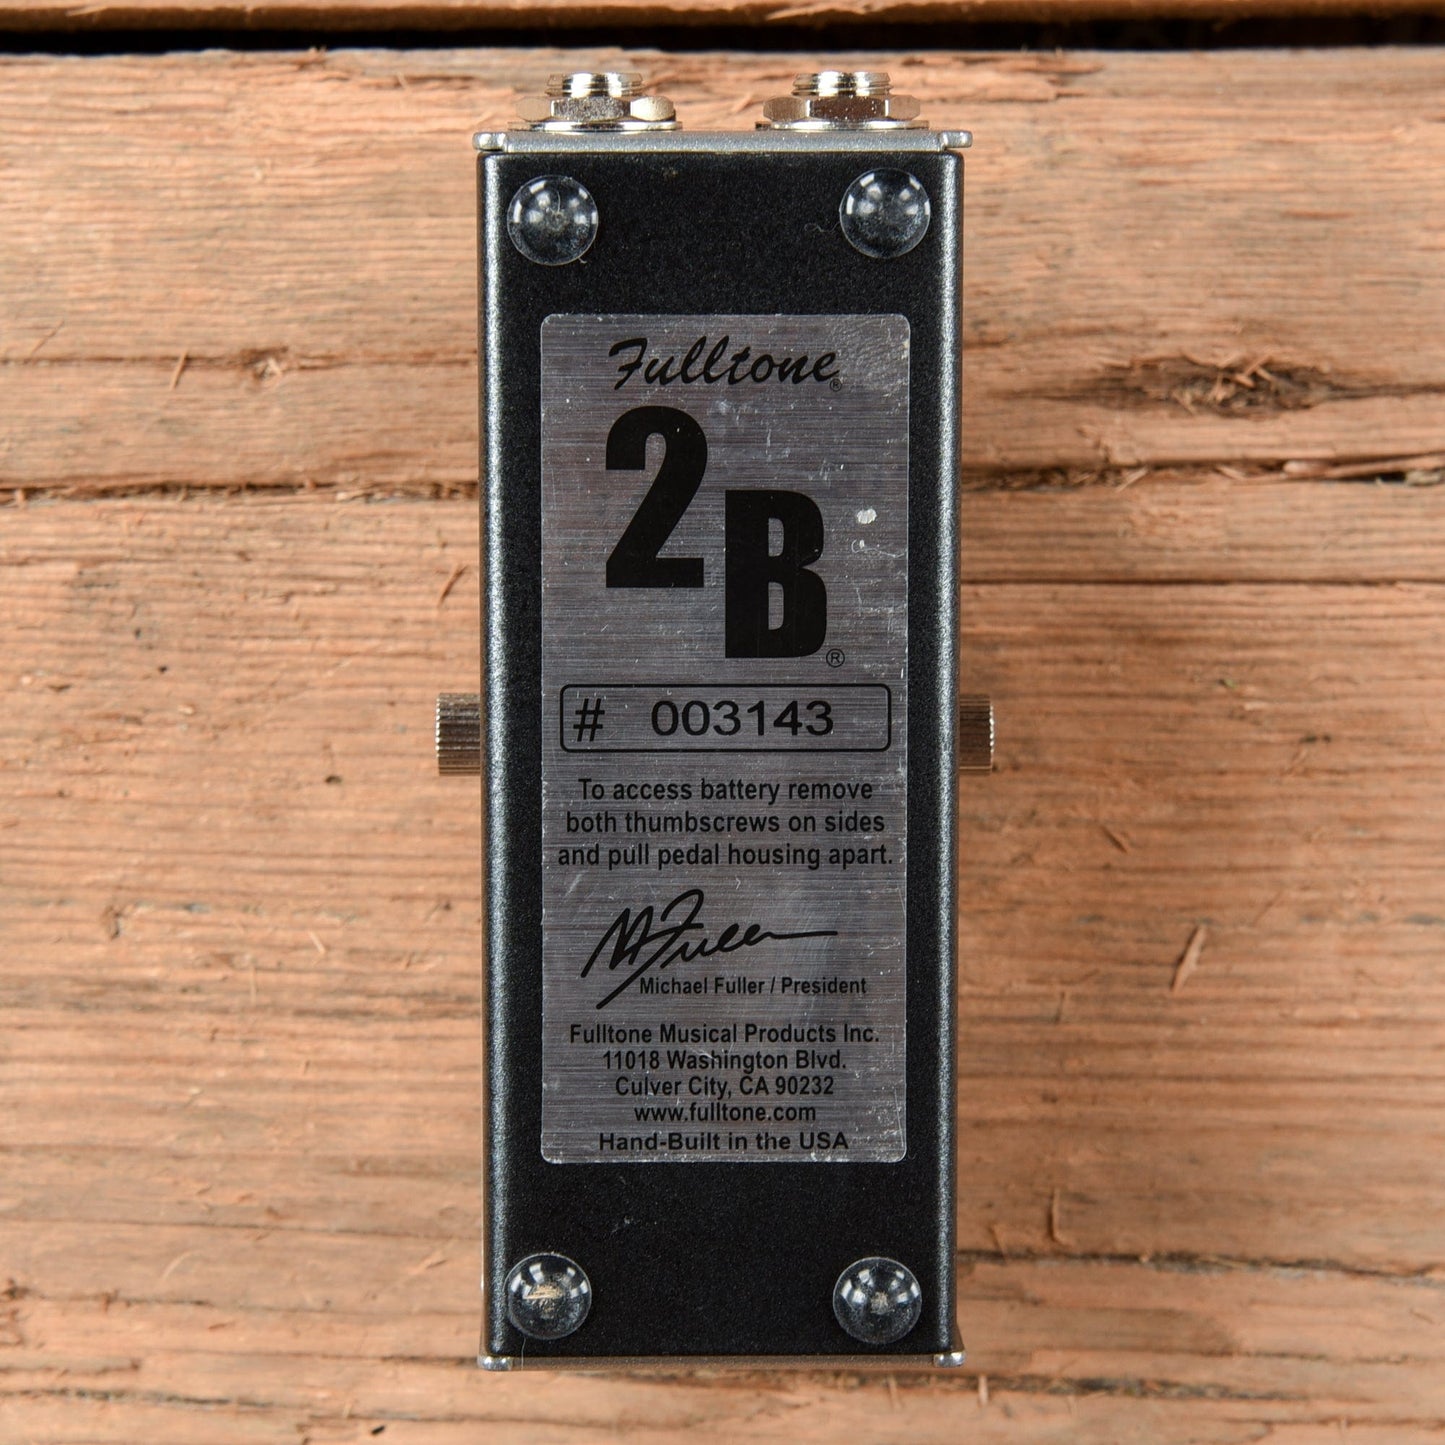 Fulltone®
2B®
# 003143
To access battery remove
both thumbscrews on sides
and pull pedal housing apart.
M Fuller
Michael Fuller / President
Fulltone Musical Products Inc.
11018 Washington Blvd.
Culver City, CA 90232
www.fulltone.com
Hand-Built in the USA